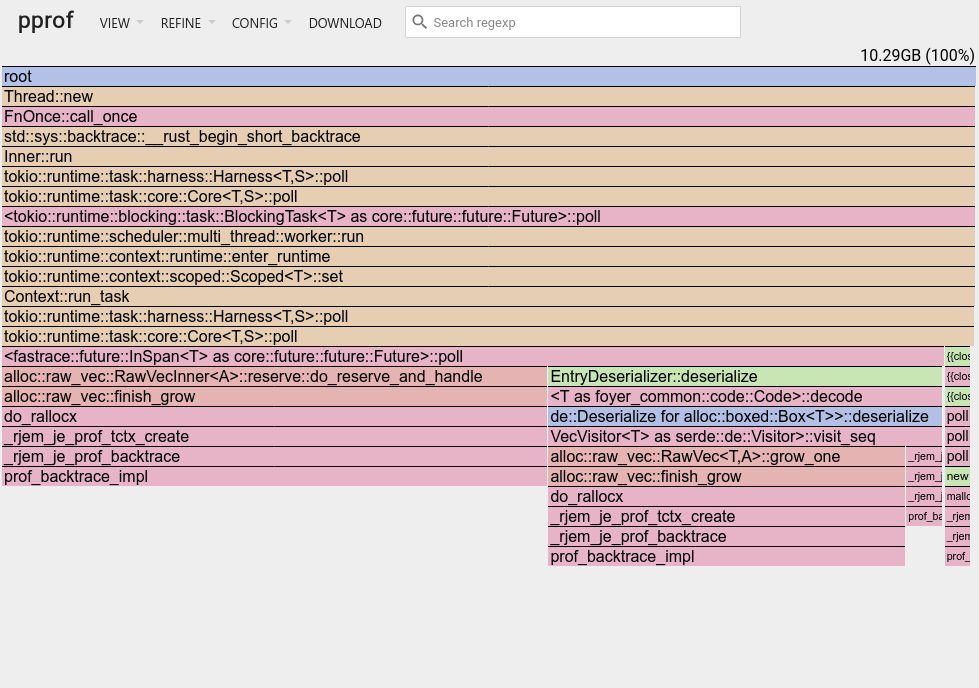 pprof VIEW REFINE CONFIG DOWNLOAD Search regexp
10.29GB (100%)
root
Thread::new
FnOnce::call_once
std::sys::backtrace::__rust_begin_short_backtrace
Inner::run
tokio::runtime::task::harness::Harness<T,S>::poll
tokio::runtime::task::core::Core<T,S>::poll
<tokio::runtime::blocking::task::BlockingTask<T> as core::future::future::Future>::poll
tokio::runtime::scheduler::multi_thread::worker::run
tokio::runtime::context::runtime::enter_runtime
tokio::runtime::context::scoped::Scoped<T>::set
Context::run_task
tokio::runtime::task::harness::Harness<T,S>::poll
tokio::runtime::task::core::Core<T,S>::poll
<fastrace::future::InSpan<T> as core::future::future::Future>::poll {{clos
alloc::raw_vec::RawVecInner<A>::reserve::do_reserve_and_handle EntryDeserializer::deserialize {{clos
alloc::raw_vec::finish_grow <T as foyer_common::code::Code>::decode {{clos
do_rallocx de::Deserialize for alloc::boxed::Box<T>>::deserialize poll
_rjem_je_prof_tctx_create VecVisitor<T> as serde::de::Visitor>::visit_seq poll
_rjem_je_prof_backtrace alloc::raw_vec::RawVec<T,A>::grow_one _rjem_j poll
prof_backtrace_impl alloc::raw_vec::finish_grow _rjem_j new
do_rallocx _rjem_j mallo
_rjem_je_prof_tctx_create prof_ba _rjem
_rjem_je_prof_backtrace _rjem
prof_backtrace_impl prof_